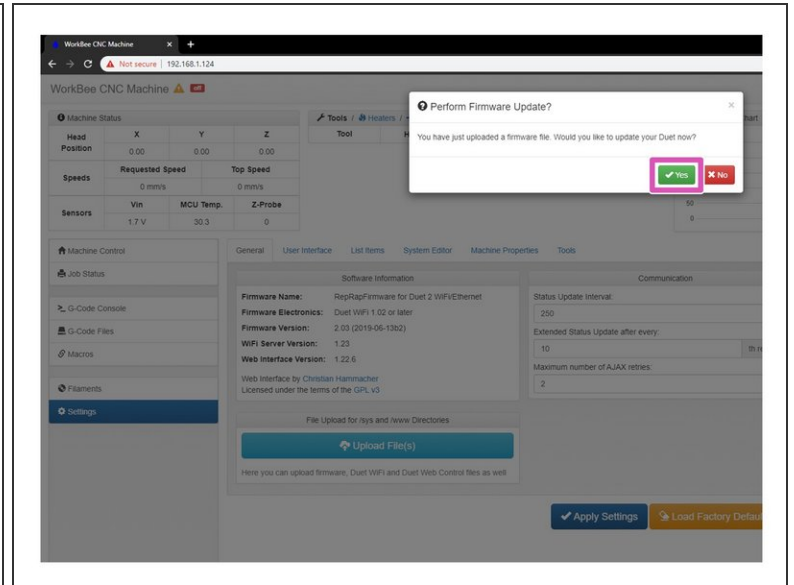 WorkBee CNC Machine
Not secure | 192.168.1.124
WorkBee CNC Machine
Machine Status
Head Position X Y Z
0.00 0.00 0.00
Speeds Requested Speed Top Speed
0 mm/s 0 mm/s
Sensors Vin MCU Temp. Z-Probe
1.7 V 30.3 0
Tools / Heaters /
Tool
Perform Firmware Update?
You have just uploaded a firmware file. Would you like to update your Duet now?
Yes No
50
0
Machine Control
Job Status
G-Code Console
G-Code Files
Macros
Filaments
Settings
General User Interface List Items System Editor Machine Properties Tools
Software Information
Firmware Name: RepRapFirmware for Duet 2 WiFi/Ethernet
Firmware Electronics: Duet WiFi 1.02 or later
Firmware Version: 2.03 (2019-06-13b2)
WiFi Server Version: 1.23
Web Interface Version: 1.22.6
Web Interface by Christian Hammacher
Licensed under the terms of the GPL v3
Communication
Status Update Interval:
250
Extended Status Update after every:
10
Maximum number of AJAX retries:
2
File Upload for /sys and /www Directories
Upload File(s)
Here you can upload firmware, Duet WiFi and Duet Web Control files as well
Apply Settings Load Factory